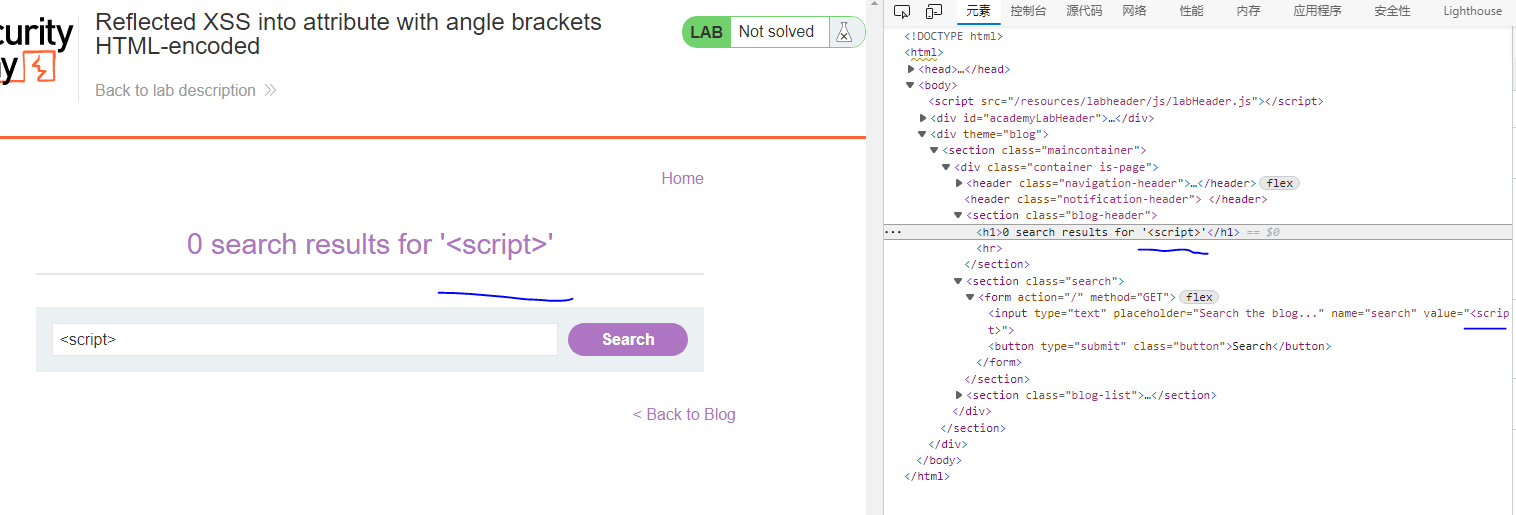 curity
Reflected XSS into attribute with angle brackets
HTML-encoded
LAB Not solved
Back to lab description
Home
0 search results for '<script>'
<script>
Search
< Back to Blog
元素 控制台 源代码 网络 性能 内存 应用程序 安全性 Lighthouse
<!DOCTYPE html>
<html>
<head>…</head>
<body>
<script src="/resources/labheader/js/labHeader.js"></script>
<div id="academyLabHeader">…</div>
<div theme="blog">
<section class="maincontainer">
<div class="container is-page">
<header class="navigation-header">…</header> flex
<header class="notification-header"> </header>
<section class="blog-header">
<h1>0 search results for '<script>'</h1> == $0
<hr>
</section>
<section class="search">
<form action="/" method="GET"> flex
<input type="text" placeholder="Search the blog..." name="search" value="<scrip
t>">
<button type="submit" class="button">Search</button>
</form>
</section>
<section class="blog-list">…</section>
</div>
</section>
</div>
</body>
</html>